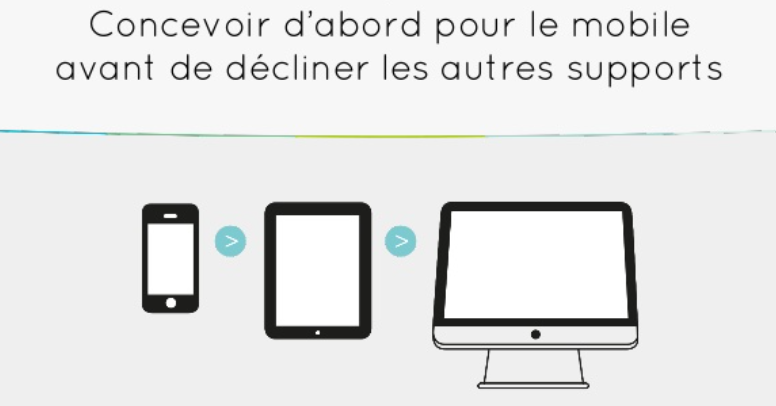 Concevoir d'abord pour le mobile
avant de décliner les autres supports
> >